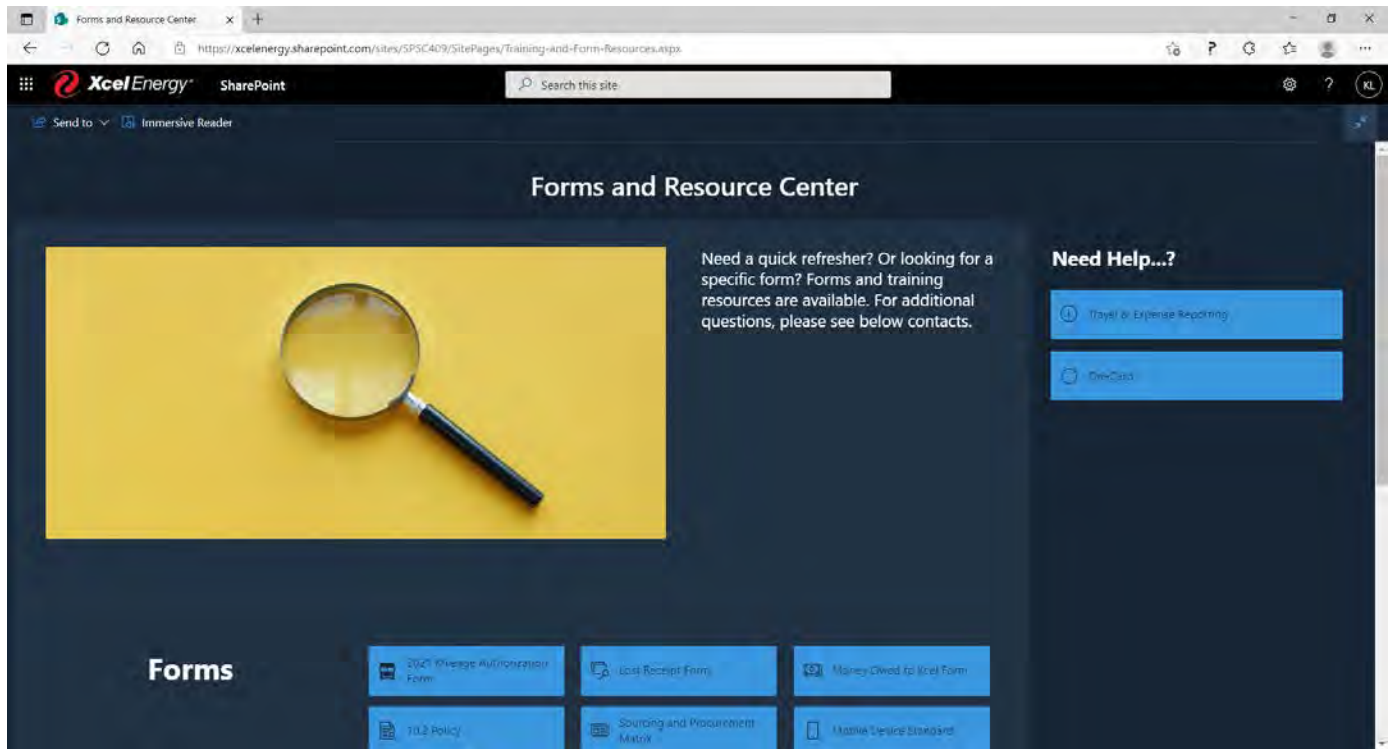 Forms and Resource Center
https://xcelenergy.sharepoint.com/sites/SPSC409/SitePages/Training-and-Form-Resources.aspx
Xcel Energy SharePoint
Search this site
KL
Send to
Immersive Reader
Forms and Resource Center
Need a quick refresher? Or looking for a
specific form? Forms and training
resources are available. For additional
questions, please see below contacts.
Need Help...?
Travel & Expense Reporting
OneCard
Forms
2021 Mileage Authorization
Form
Lost Receipt Form
Money Owed to Xcel Form
10.2 Policy
Sourcing and Procurement
Matrix
Mobile Device Standard